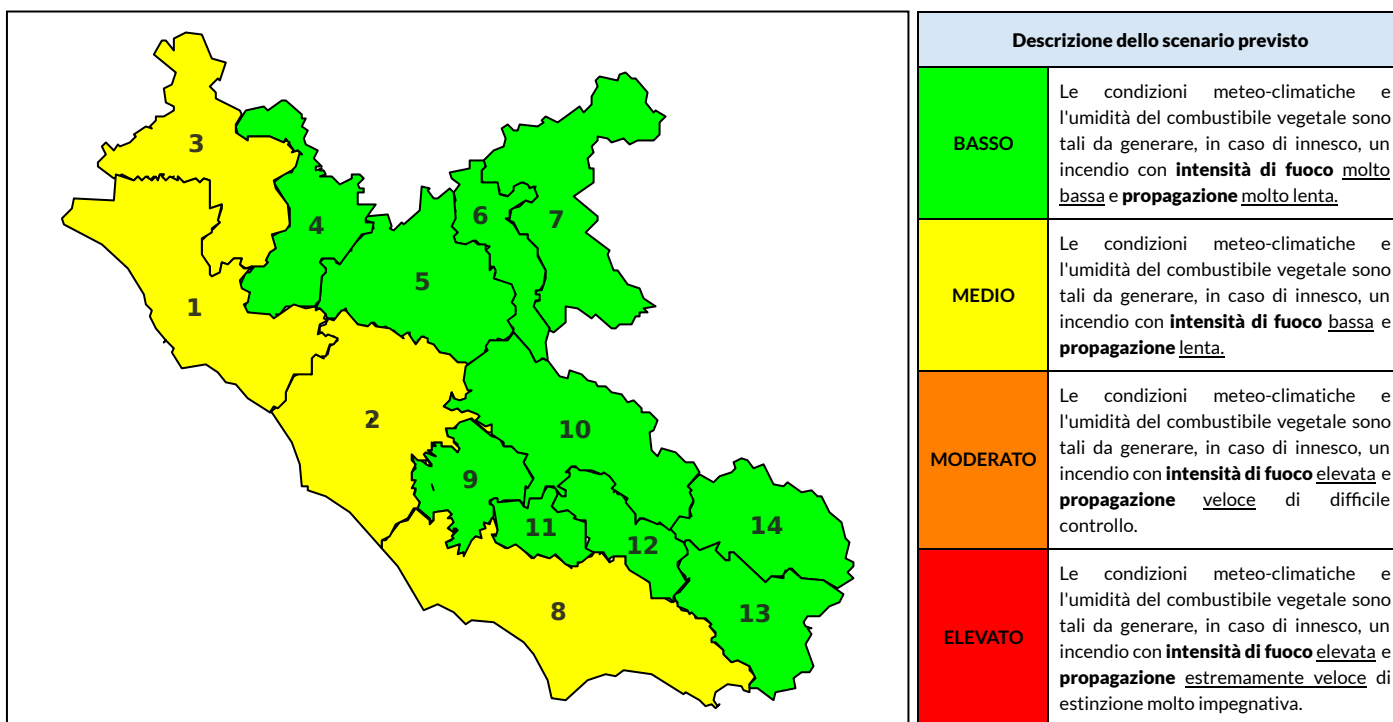 3
4
6
7
5
1
2
10
9
11
14
12
8
13
Descrizione dello scenario previsto
BASSO
Le condizioni meteo-climatiche e
l'umidità del combustibile vegetale sono
tali da generare, in caso di innesco, un
incendio con intensità di fuoco molto
bassa e propagazione molto lenta.
MEDIO
Le condizioni meteo-climatiche e
l'umidità del combustibile vegetale sono
tali da generare, in caso di innesco, un
incendio con intensità di fuoco bassa e
propagazione lenta.
MODERATO
Le condizioni meteo-climatiche e
l'umidità del combustibile vegetale sono
tali da generare, in caso di innesco, un
incendio con intensità di fuoco elevata e
propagazione veloce di difficile
controllo.
ELEVATO
Le condizioni meteo-climatiche e
l'umidità del combustibile vegetale sono
tali da generare, in caso di innesco, un
incendio con intensità di fuoco elevata e
propagazione estremamente veloce di
estinzione molto impegnativa.